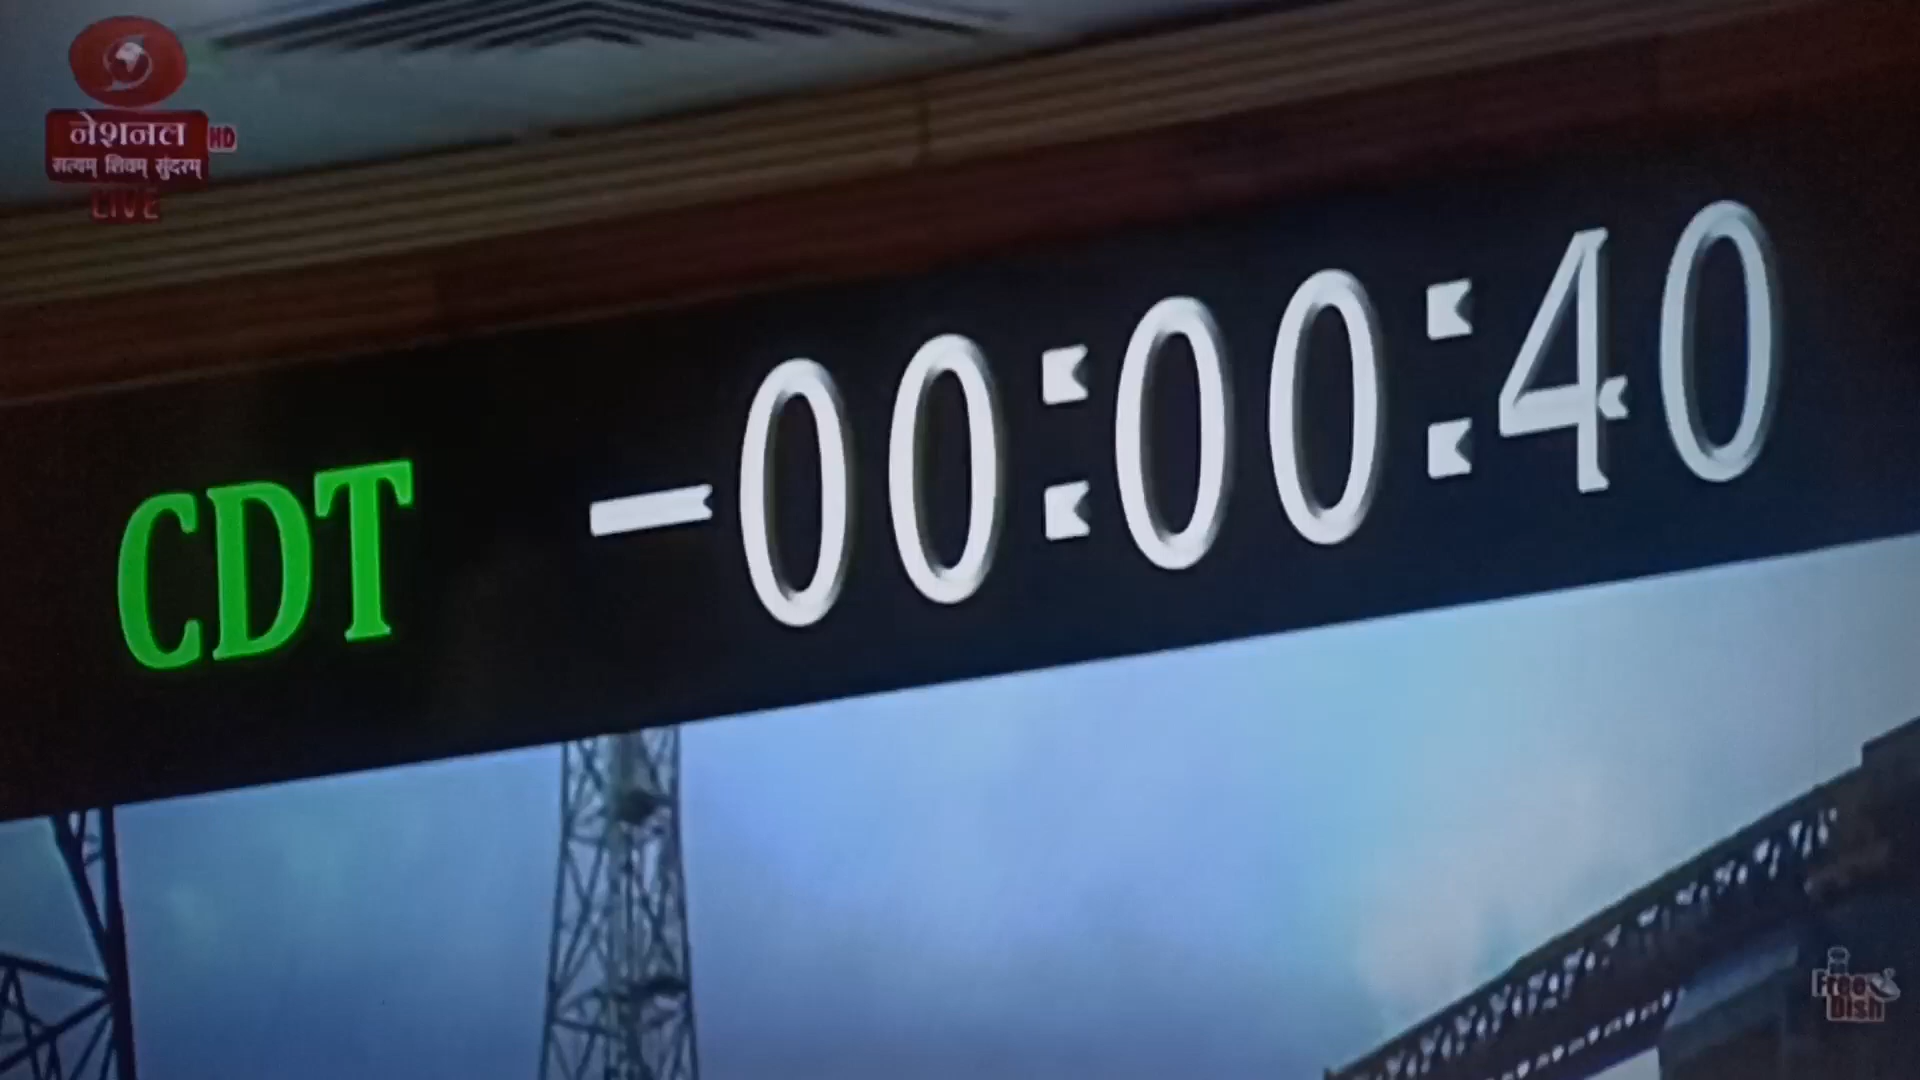 नेशनल HD
सत्यम् शिवम् सुंदरम्
LIVE
CDT -00:00:40
Free
Dish